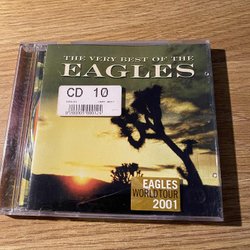 THE VERY BEST OF THE
EAGLES
CD 10
EAGLES
WORLD TOUR
2001